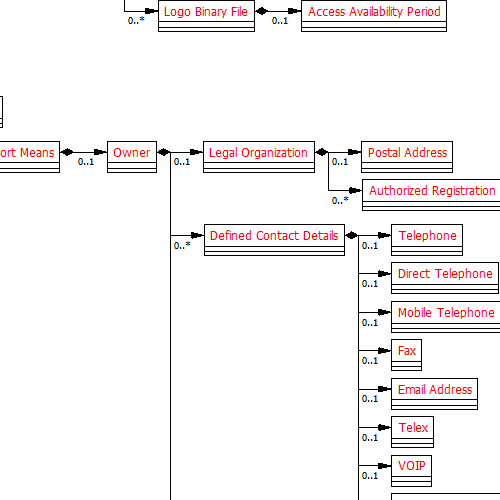 Logo Binary File
0..*
0..1
Access Availability Period
ort Means
0..1
Owner
0..1
Legal Organization
0..1
Postal Address
0..*
Authorized Registration
0..*
Defined Contact Details
0..1
Telephone
0..1
Direct Telephone
0..1
Mobile Telephone
0..1
Fax
0..1
Email Address
0..1
Telex
0..1
VOIP